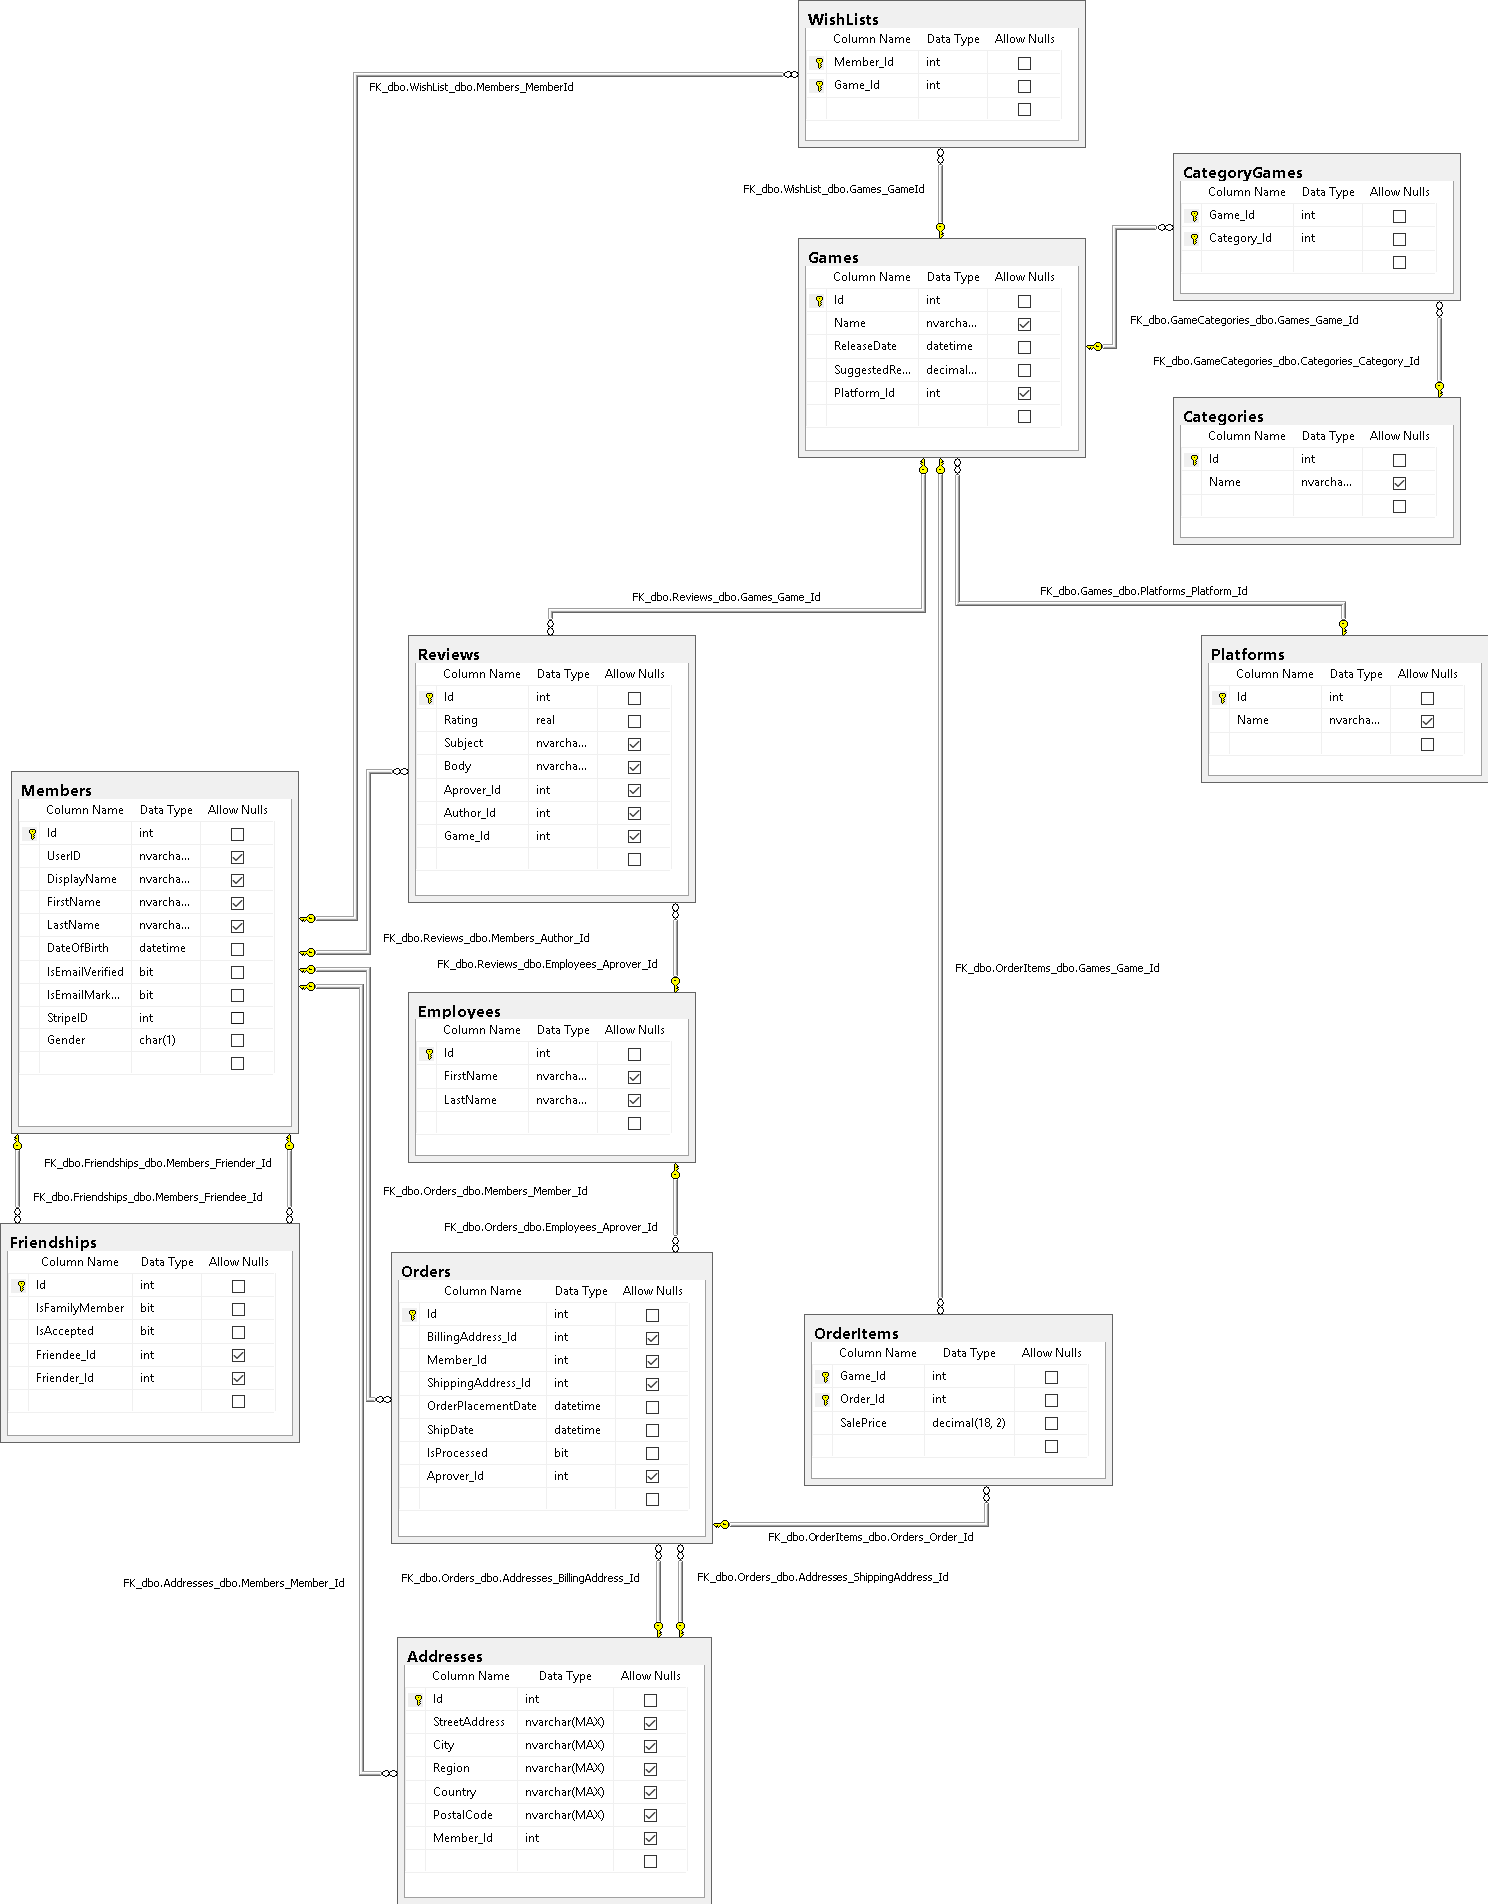 WishLists
Column Name Data Type Allow Nulls
Member_Id int
Game_Id int
FK_dbo.WishList_dbo.Members_MemberId
FK_dbo.WishList_dbo.Games_GameId
CategoryGames
Column Name Data Type Allow Nulls
Game_Id int
Category_Id int
Games
Column Name Data Type Allow Nulls
Id int
Name nvarcha...
ReleaseDate datetime
SuggestedRe... decimal...
Platform_Id int
FK_dbo.GameCategories_dbo.Games_Game_Id
FK_dbo.GameCategories_dbo.Categories_Category_Id
Categories
Column Name Data Type Allow Nulls
Id int
Name nvarcha...
FK_dbo.Reviews_dbo.Games_Game_Id
FK_dbo.Games_dbo.Platforms_Platform_Id
Reviews
Column Name Data Type Allow Nulls
Id int
Rating real
Subject nvarcha...
Body nvarcha...
Aprover_Id int
Author_Id int
Game_Id int
Platforms
Column Name Data Type Allow Nulls
Id int
Name nvarcha...
Members
Column Name Data Type Allow Nulls
Id int
UserID nvarcha...
DisplayName nvarcha...
FirstName nvarcha...
LastName nvarcha...
DateOfBirth datetime
IsEmailVerified bit
IsEmailMark... bit
StripeID int
Gender char(1)
FK_dbo.Reviews_dbo.Members_Author_Id
FK_dbo.Reviews_dbo.Employees_Aprover_Id
FK_dbo.OrderItems_dbo.Games_Game_Id
Employees
Column Name Data Type Allow Nulls
Id int
FirstName nvarcha...
LastName nvarcha...
FK_dbo.Friendships_dbo.Members_Friender_Id
FK_dbo.Friendships_dbo.Members_Friendee_Id
FK_dbo.Orders_dbo.Members_Member_Id
FK_dbo.Orders_dbo.Employees_Aprover_Id
Friendships
Column Name Data Type Allow Nulls
Id int
IsFamilyMember bit
IsAccepted bit
Friendee_Id int
Friender_Id int
Orders
Column Name Data Type Allow Nulls
Id int
BillingAddress_Id int
Member_Id int
ShippingAddress_Id int
OrderPlacementDate datetime
ShipDate datetime
IsProcessed bit
Aprover_Id int
OrderItems
Column Name Data Type Allow Nulls
Game_Id int
Order_Id int
SalePrice decimal(18, 2)
FK_dbo.OrderItems_dbo.Orders_Order_Id
FK_dbo.Addresses_dbo.Members_Member_Id
FK_dbo.Orders_dbo.Addresses_BillingAddress_Id
FK_dbo.Orders_dbo.Addresses_ShippingAddress_Id
Addresses
Column Name Data Type Allow Nulls
Id int
StreetAddress nvarchar(MAX)
City nvarchar(MAX)
Region nvarchar(MAX)
Country nvarchar(MAX)
PostalCode nvarchar(MAX)
Member_Id int